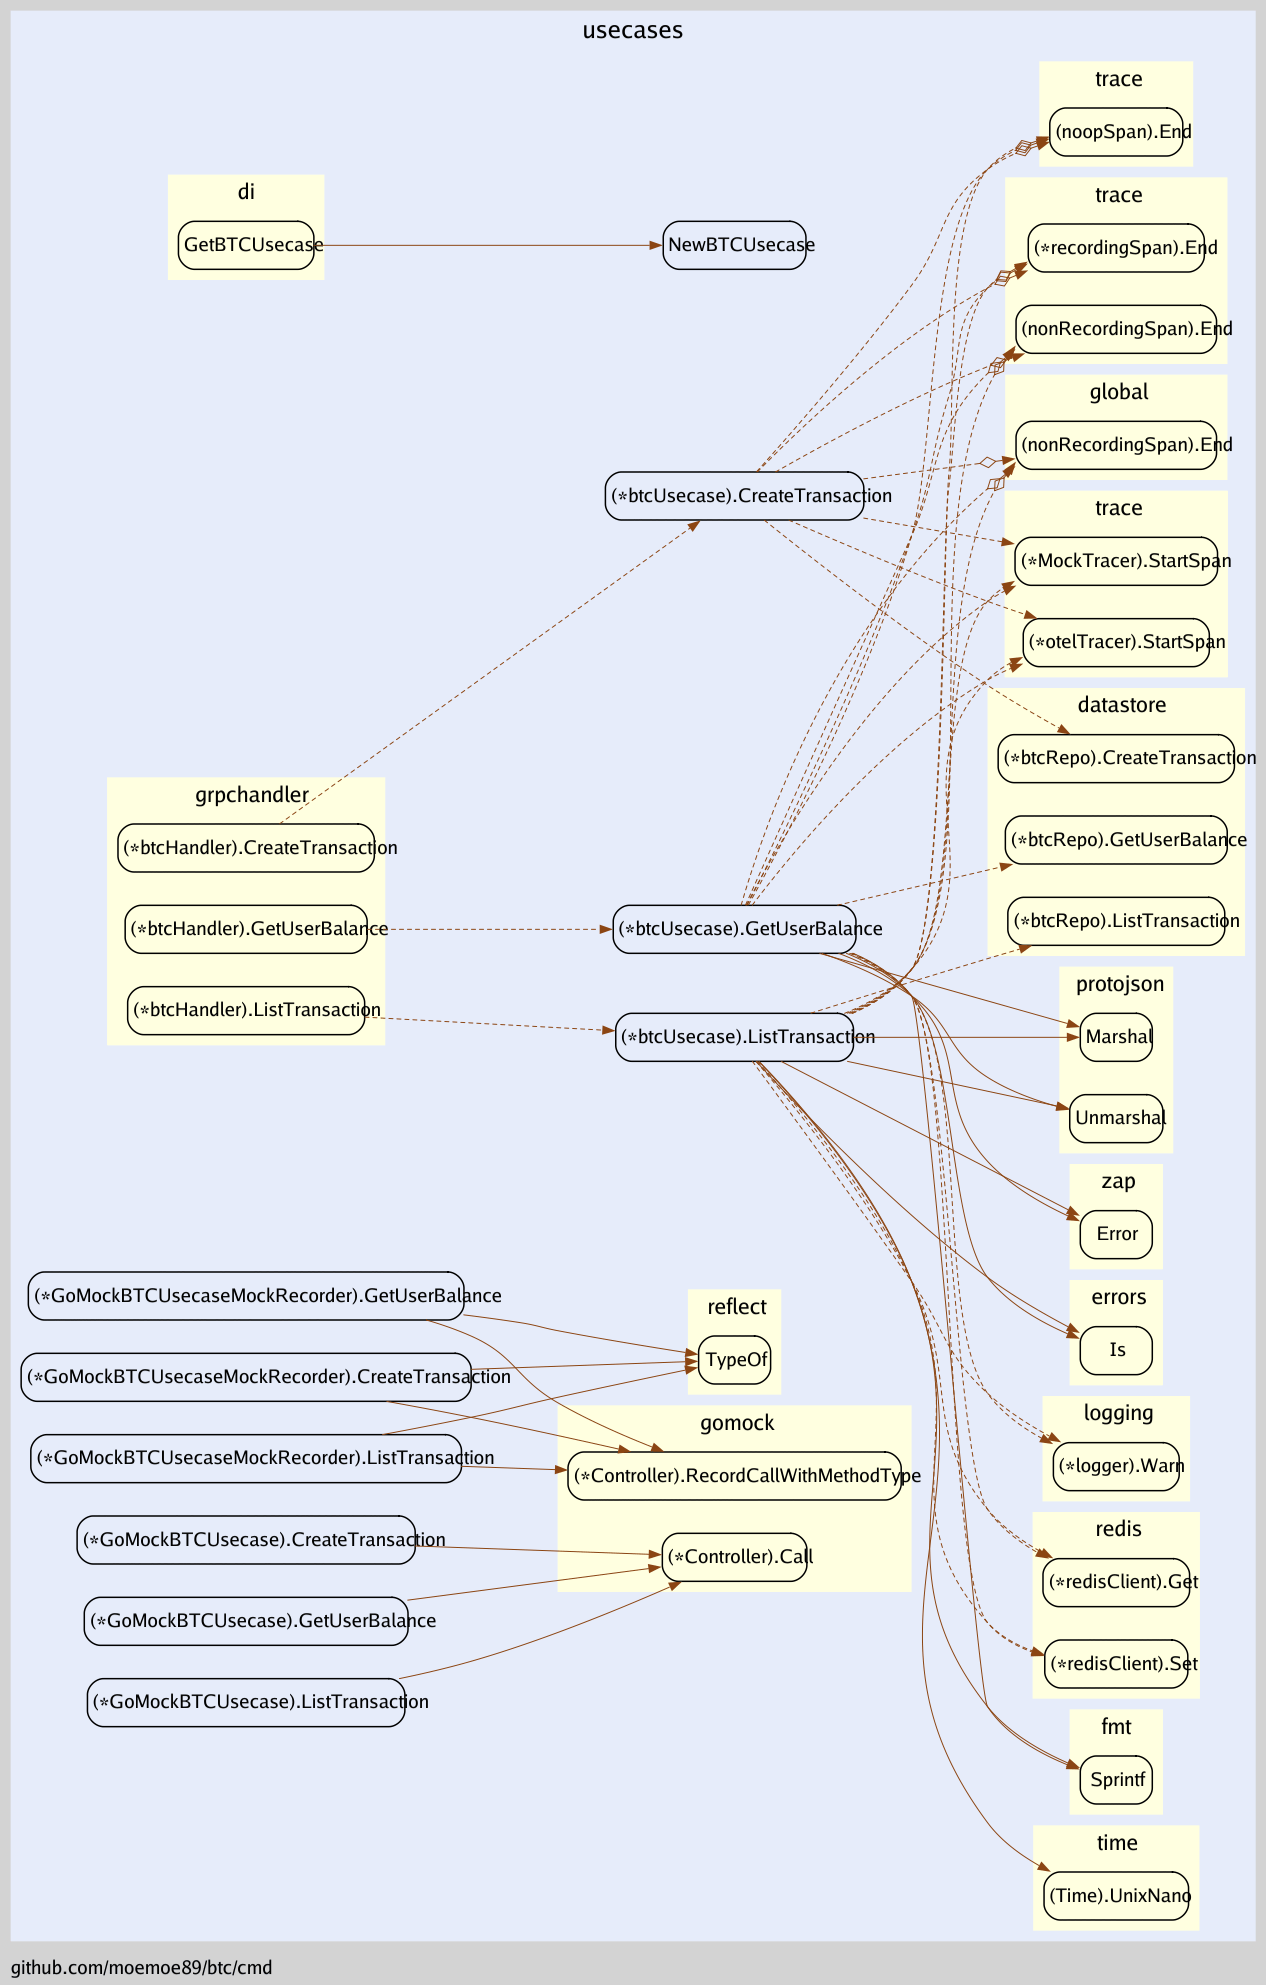 usecases
trace
(noopSpan).End
di
GetBTCUsecase
NewBTCUsecase
trace
(*recordingSpan).End
(nonRecordingSpan).End
global
(nonRecordingSpan).End
(*btcUsecase).CreateTransaction
trace
(*MockTracer).StartSpan
(*otelTracer).StartSpan
datastore
(*btcRepo).CreateTransaction
(*btcRepo).GetUserBalance
(*btcRepo).ListTransaction
grpchandler
(*btcHandler).CreateTransaction
(*btcHandler).GetUserBalance
(*btcHandler).ListTransaction
(*btcUsecase).GetUserBalance
(*btcUsecase).ListTransaction
protojson
Marshal
Unmarshal
zap
Error
errors
Is
(*GoMockBTCUsecaseMockRecorder).GetUserBalance
(*GoMockBTCUsecaseMockRecorder).CreateTransaction
(*GoMockBTCUsecaseMockRecorder).ListTransaction
reflect
TypeOf
gomock
(*Controller).RecordCallWithMethodType
(*Controller).Call
(*GoMockBTCUsecase).CreateTransaction
(*GoMockBTCUsecase).GetUserBalance
(*GoMockBTCUsecase).ListTransaction
logging
(*logger).Warn
redis
(*redisClient).Get
(*redisClient).Set
fmt
Sprintf
time
(Time).UnixNano
github.com/moemoe89/btc/cmd